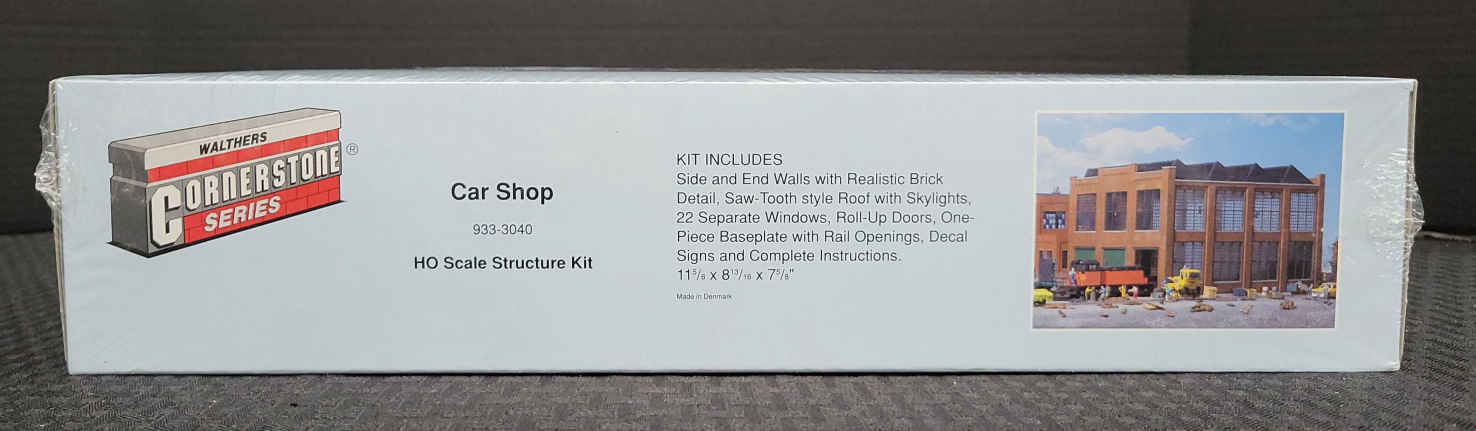 WALTHERS
CORNERSTONE®
SERIES
Car Shop
933-3040
HO Scale Structure Kit
KIT INCLUDES
Side and End Walls with Realistic Brick
Detail, Saw-Tooth style Roof with Skylights,
22 Separate Windows, Roll-Up Doors, One-
Piece Baseplate with Rail Openings, Decal
Signs and Complete Instructions.
11⁵/₈ x 8¹³/₁₆ x 7⁵/₈"
Made in Denmark